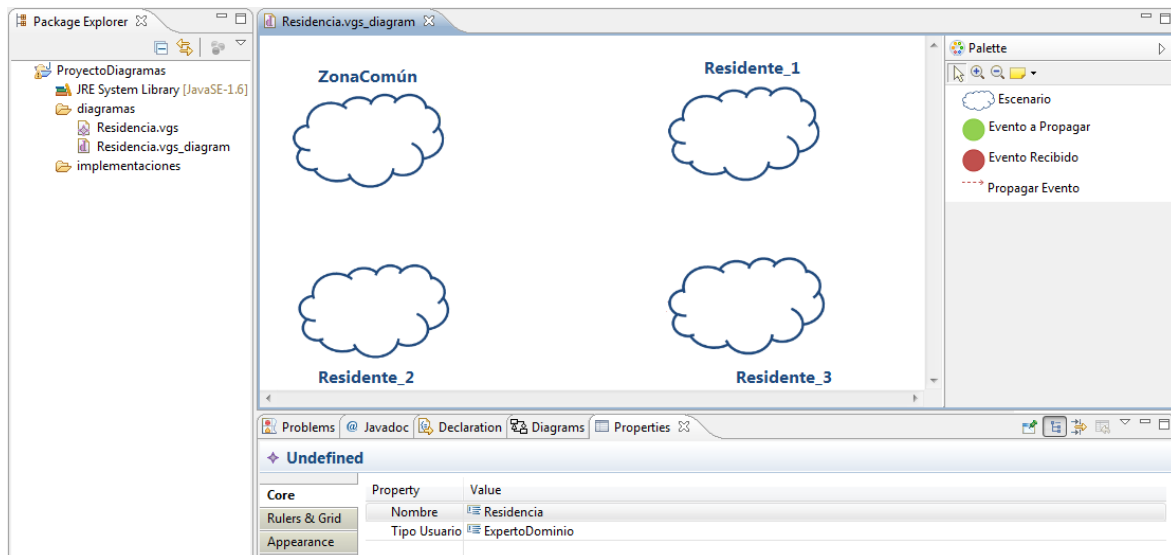 Package Explorer
ProyectoDiagramas
JRE System Library [JavaSE-1.6]
diagramas
Residencia.vgs
Residencia.vgs_diagram
implementaciones
Residencia.vgs_diagram
ZonaComún
Residente_1
Residente_2
Residente_3
Palette
Escenario
Evento a Propagar
Evento Recibido
Propagar Evento
Problems @ Javadoc Declaration Diagrams Properties
Undefined
Core
Rulers & Grid
Appearance
Property Value
Nombre Residencia
Tipo Usuario ExpertoDominio